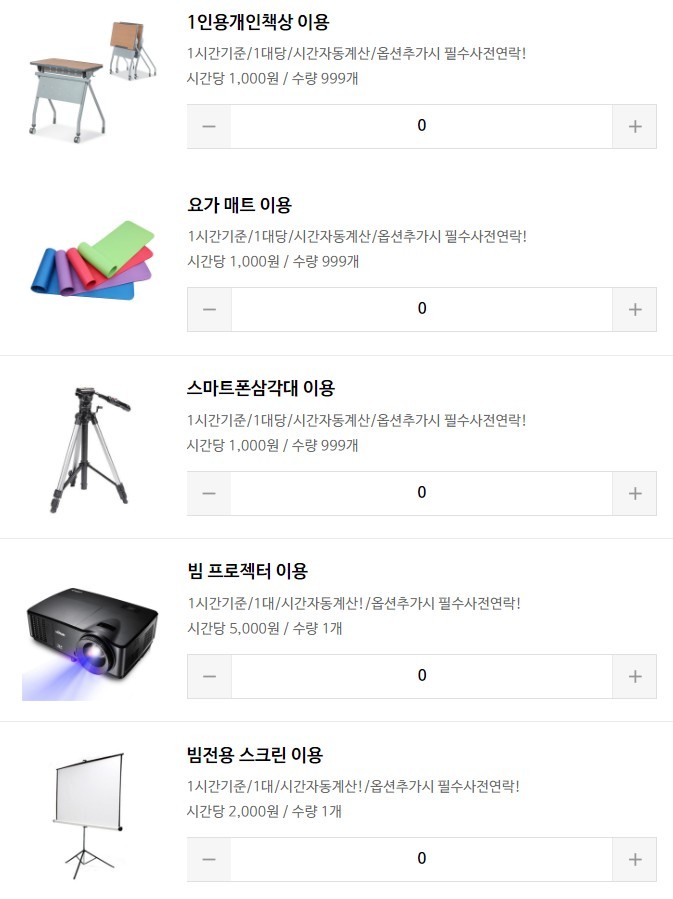 1인용개인책상 이용
1시간기준/1대당/시간자동계산/옵션추가시 필수사전연락!
시간당 1,000원 / 수량 999개
0
요가 매트 이용
1시간기준/1대당/시간자동계산/옵션추가시 필수사전연락!
시간당 1,000원 / 수량 999개
0
스마트폰삼각대 이용
1시간기준/1대당/시간자동계산/옵션추가시 필수사전연락!
시간당 1,000원 / 수량 999개
0
빔 프로젝터 이용
1시간기준/1대/시간자동계산!/옵션추가시 필수사전연락!
시간당 5,000원 / 수량 1개
0
빔전용 스크린 이용
1시간기준/1대/시간자동계산!/옵션추가시 필수사전연락!
시간당 2,000원 / 수량 1개
0